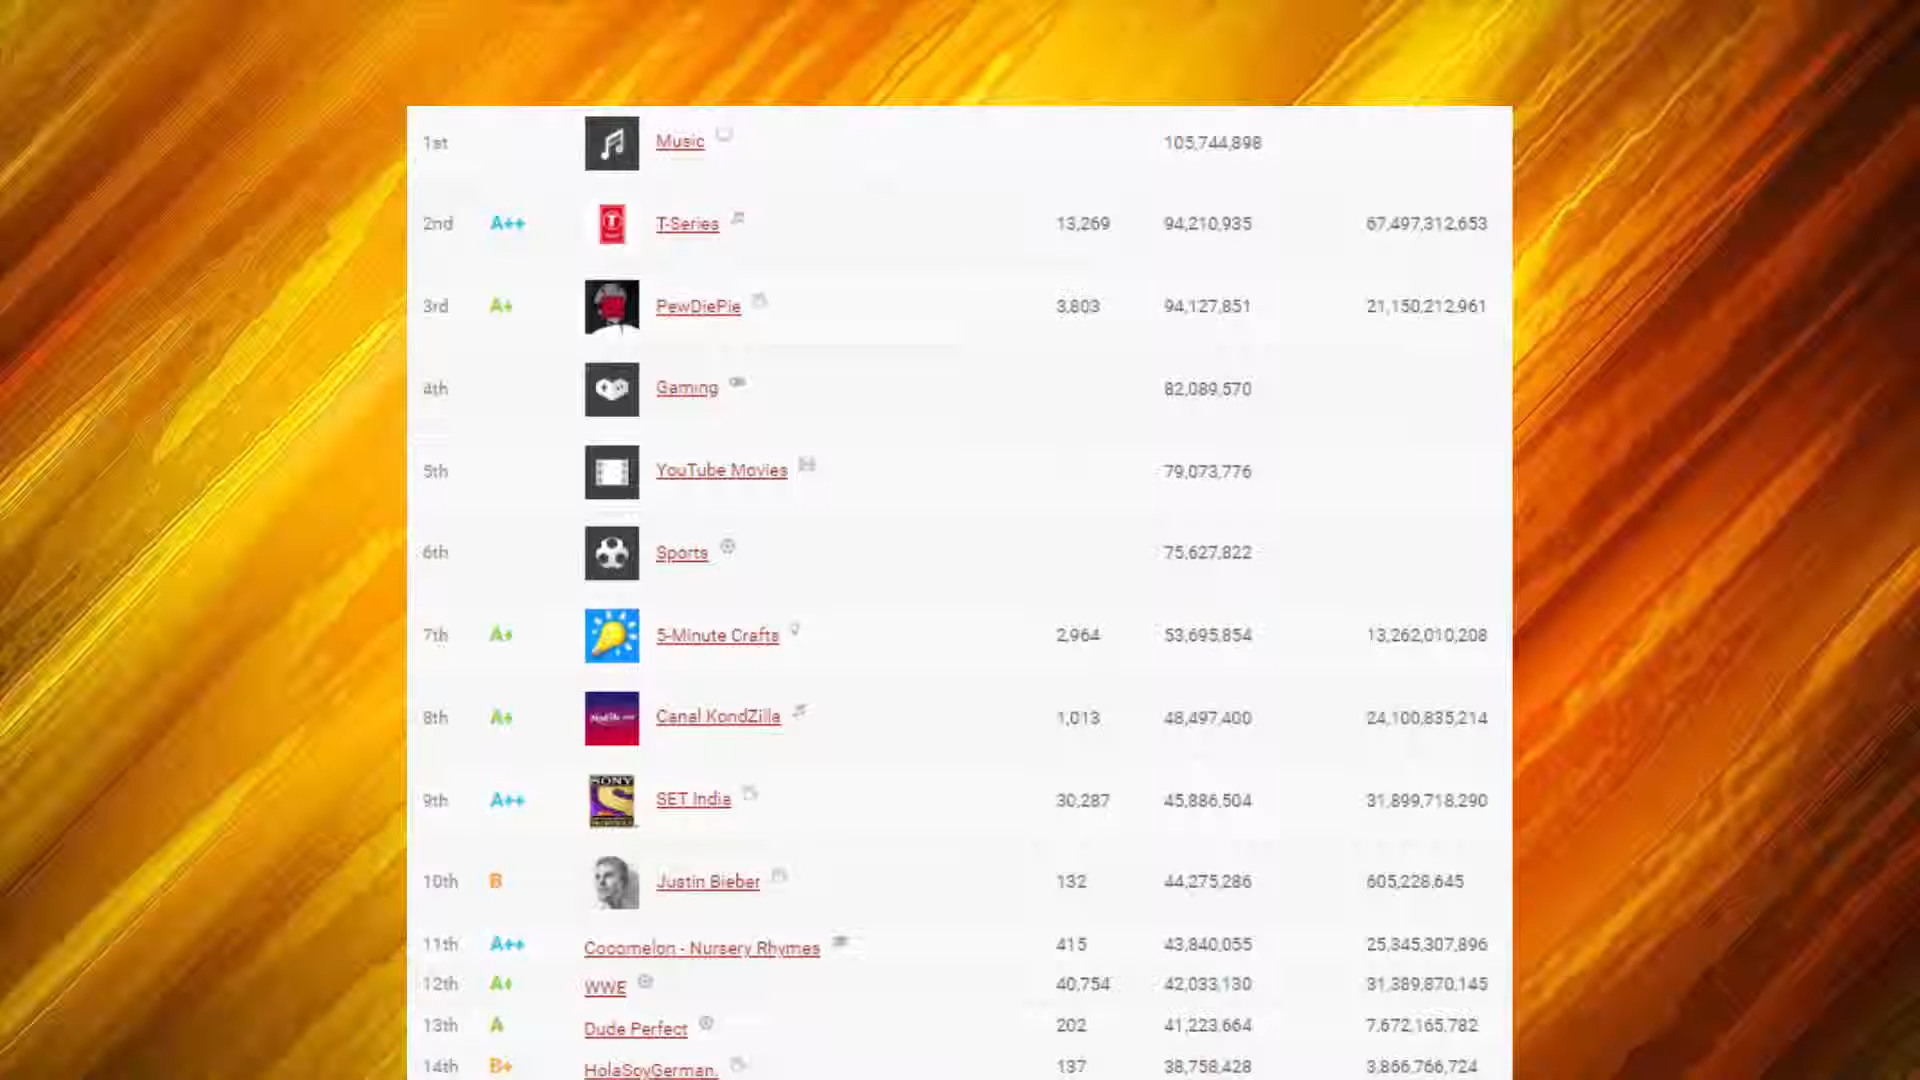 1st Music 105,744,898
2nd A++ T-Series 13,269 94,210,935 67,497,312,653
3rd A+ PewDiePie 3,803 94,127,851 21,150,212,961
4th Gaming 82,089,570
5th YouTube Movies 79,073,776
6th Sports 75,627,822
7th A+ 5-Minute Crafts 2,964 53,695,854 13,262,010,208
8th A+ Canal KondZilla 1,013 48,497,400 24,100,835,214
SONY
9th A++ SET India 30,287 45,886,504 31,899,718,290
10th B Justin Bieber 132 44,275,286 605,228,645
11th A++ Cocomelon - Nursery Rhymes 415 43,840,055 25,345,307,896
12th A+ WWE 40,754 42,033,130 31,389,870,145
13th A Dude Perfect 202 41,223,664 7,672,165,782
14th B+ HolaSoyGerman. 137 38,758,428 3,866,766,724